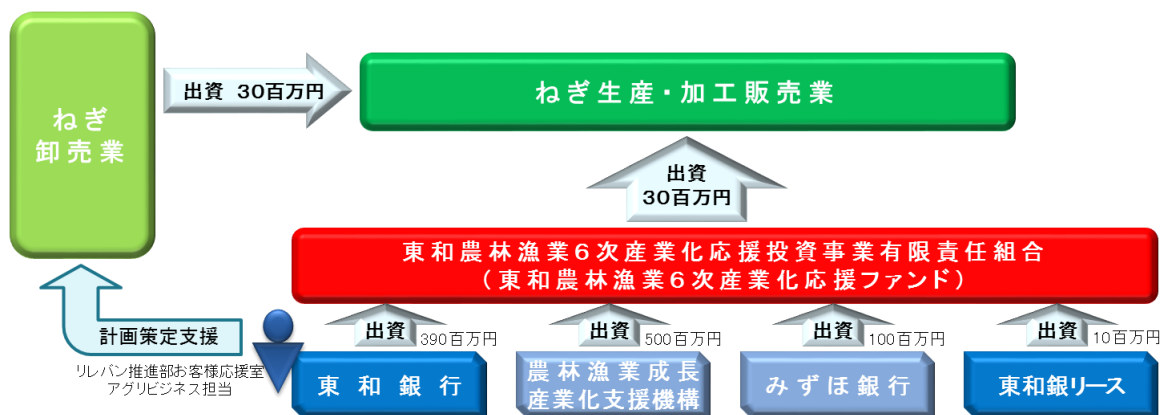 ねぎ
卸売業
出資 30百万円
ねぎ生産・加工販売業
出資
30百万円
東和農林漁業6次産業化応援投資事業有限責任組合
(東和農林漁業6次産業化応援ファンド)
計画策定支援
リレバン推進部お客様応援室
アグリビジネス担当
出資 390百万円
出資 500百万円
出資 100百万円
出資 10百万円
東和銀行
農林漁業成長
産業化支援機構
みずほ銀行
東和銀リース